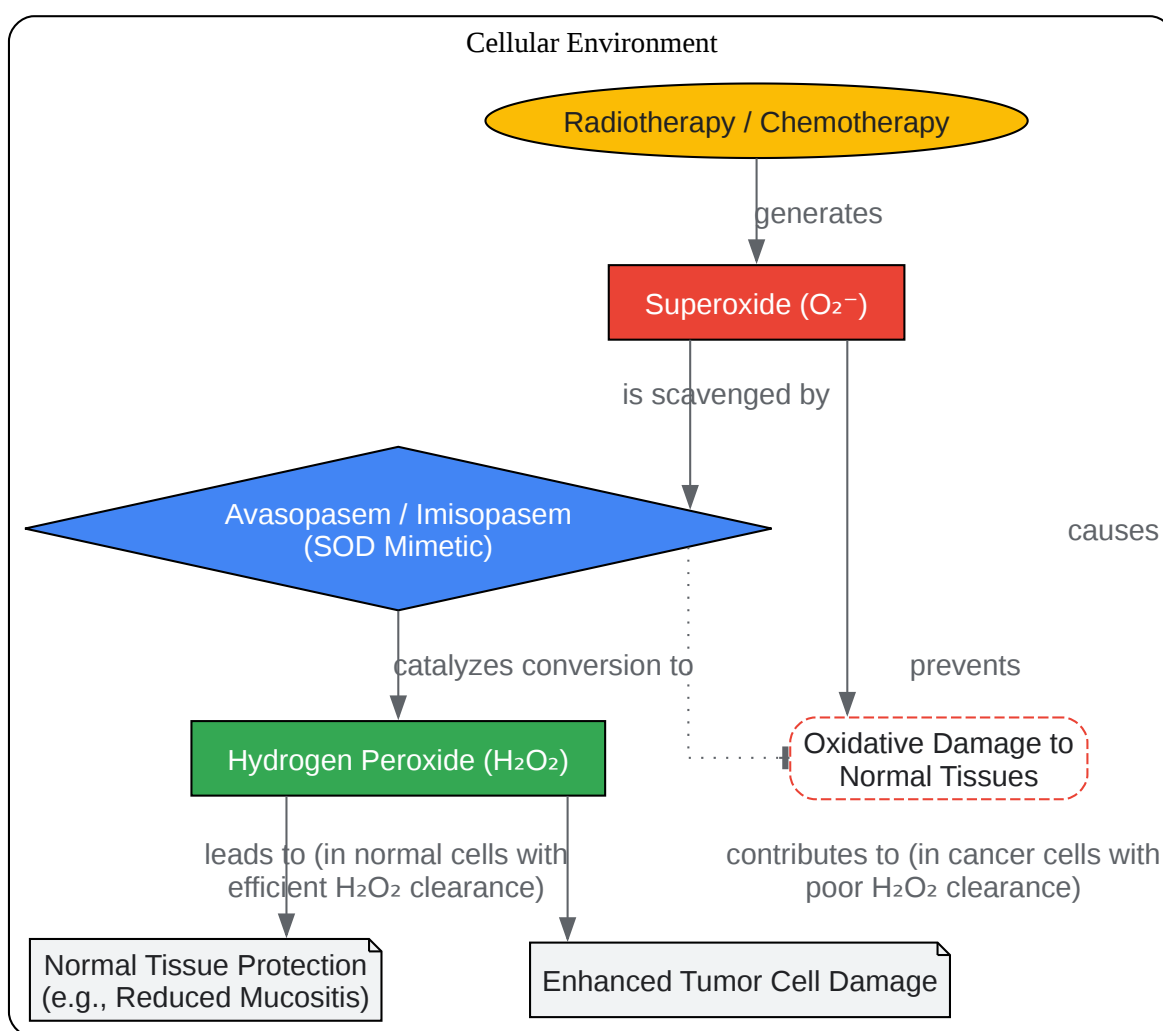 Cellular Environment
Radiotherapy / Chemotherapy
generates
Superoxide (O₂⁻)
is scavenged by
Avasopasem / Imisopasem
(SOD Mimetic)
causes
catalyzes conversion to
prevents
Hydrogen Peroxide (H₂O₂)
Oxidative Damage to
Normal Tissues
leads to (in normal cells with
efficient H₂O₂ clearance)
contributes to (in cancer cells with
poor H₂O₂ clearance)
Normal Tissue Protection
(e.g., Reduced Mucositis)
Enhanced Tumor Cell Damage